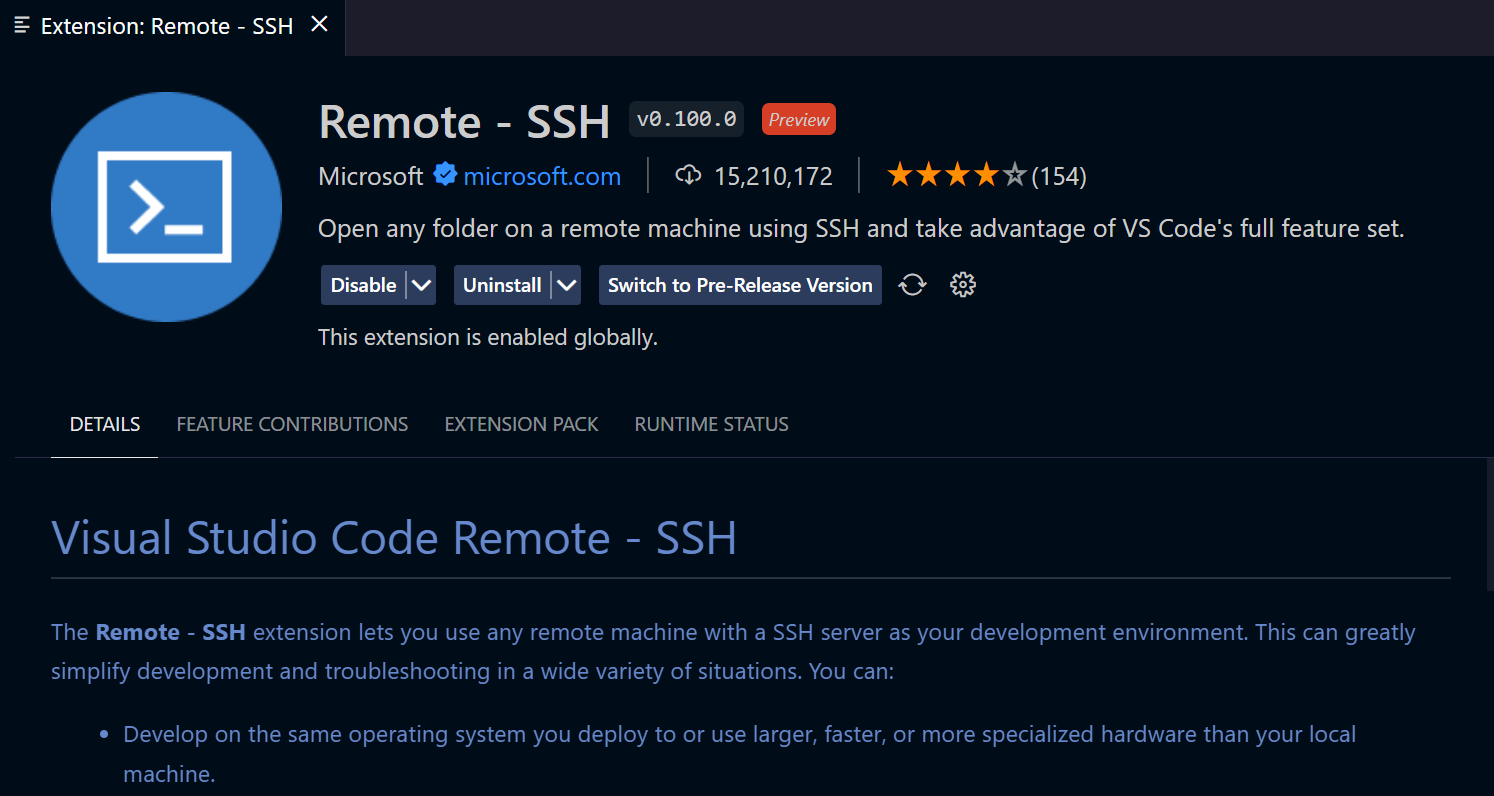 Extension: Remote - SSH
Remote - SSH v0.100.0 Preview
Microsoft microsoft.com 15,210,172 (154)
Open any folder on a remote machine using SSH and take advantage of VS Code's full feature set.
Disable Uninstall Switch to Pre-Release Version
This extension is enabled globally.
DETAILS FEATURE CONTRIBUTIONS EXTENSION PACK RUNTIME STATUS
Visual Studio Code Remote - SSH
The Remote - SSH extension lets you use any remote machine with a SSH server as your development environment. This can greatly
simplify development and troubleshooting in a wide variety of situations. You can:
• Develop on the same operating system you deploy to or use larger, faster, or more specialized hardware than your local
machine.